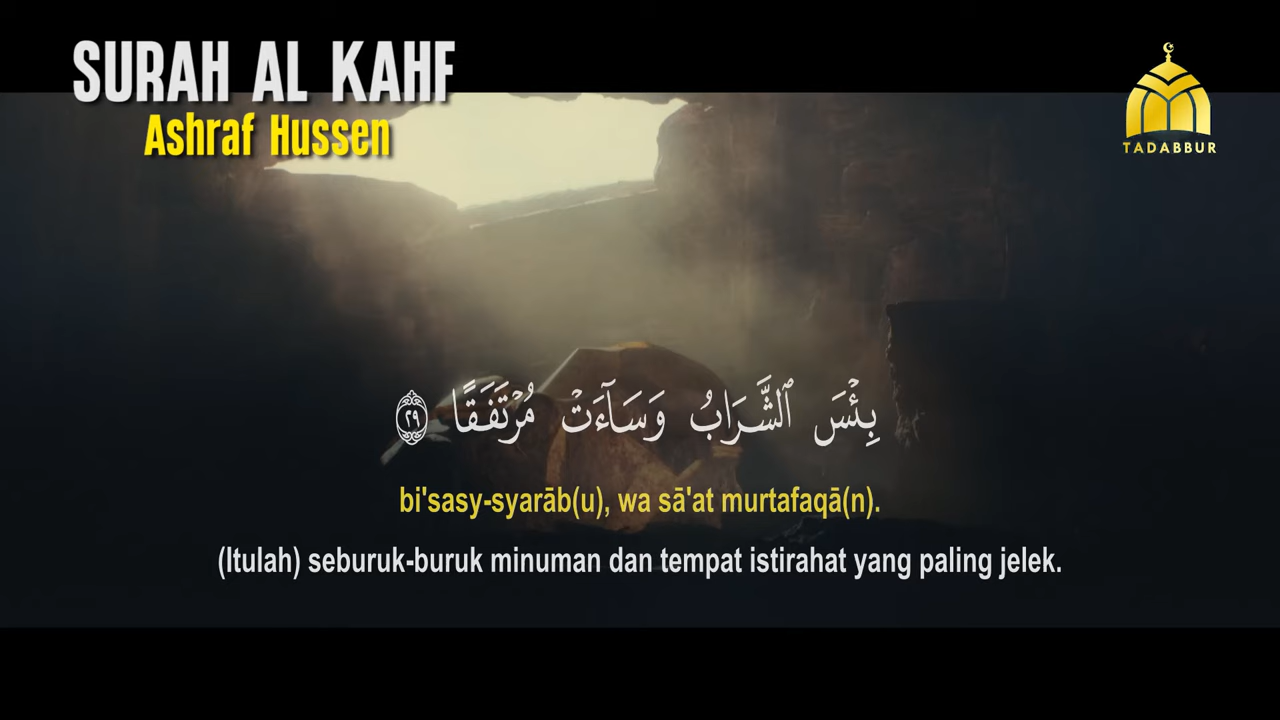 SURAH AL KAHF
Ashraf Hussen
TADABBUR
بِئْسَ ٱلشَّرَابُ وَسَآءَتْ مُرْتَفَقًا ٢٩
bi'sasy-syarāb(u), wa sā'at murtafaqā(n).
(Itulah) seburuk-buruk minuman dan tempat istirahat yang paling jelek.